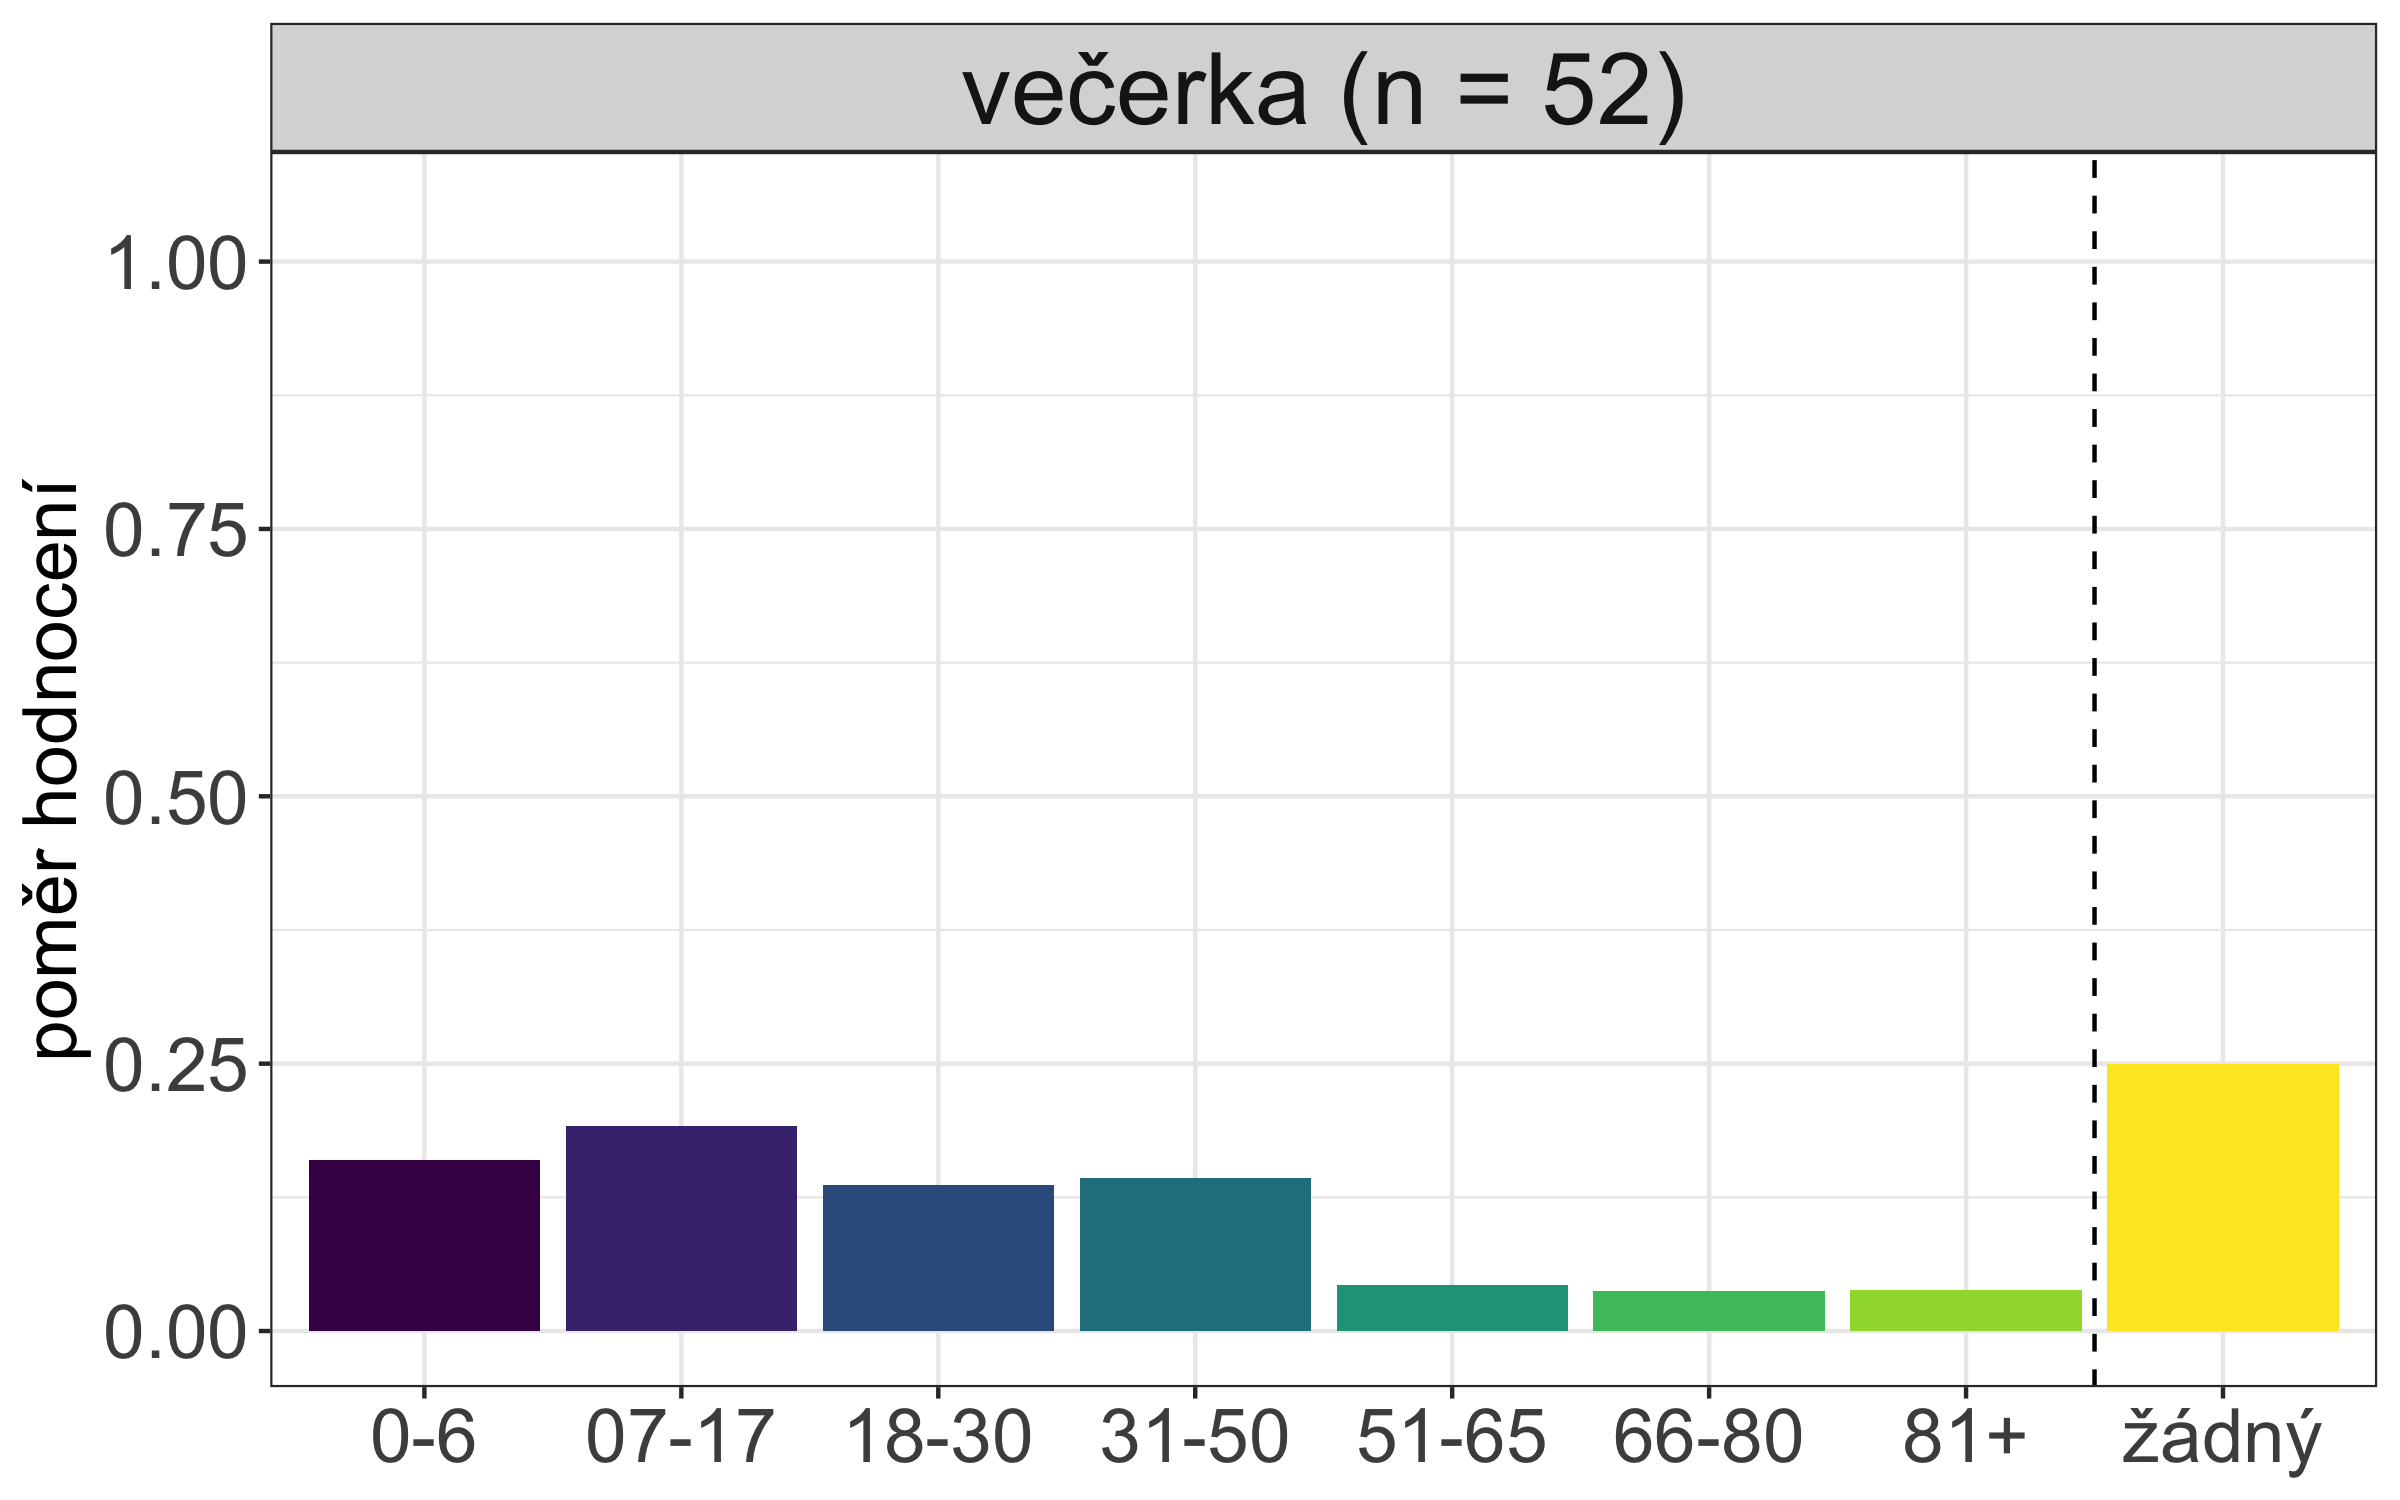 večerka (n = 52)
poměr hodnocení
1.00
0.75
0.50
0.25
0.00
0-6 07-17 18-30 31-50 51-65 66-80 81+ žádný